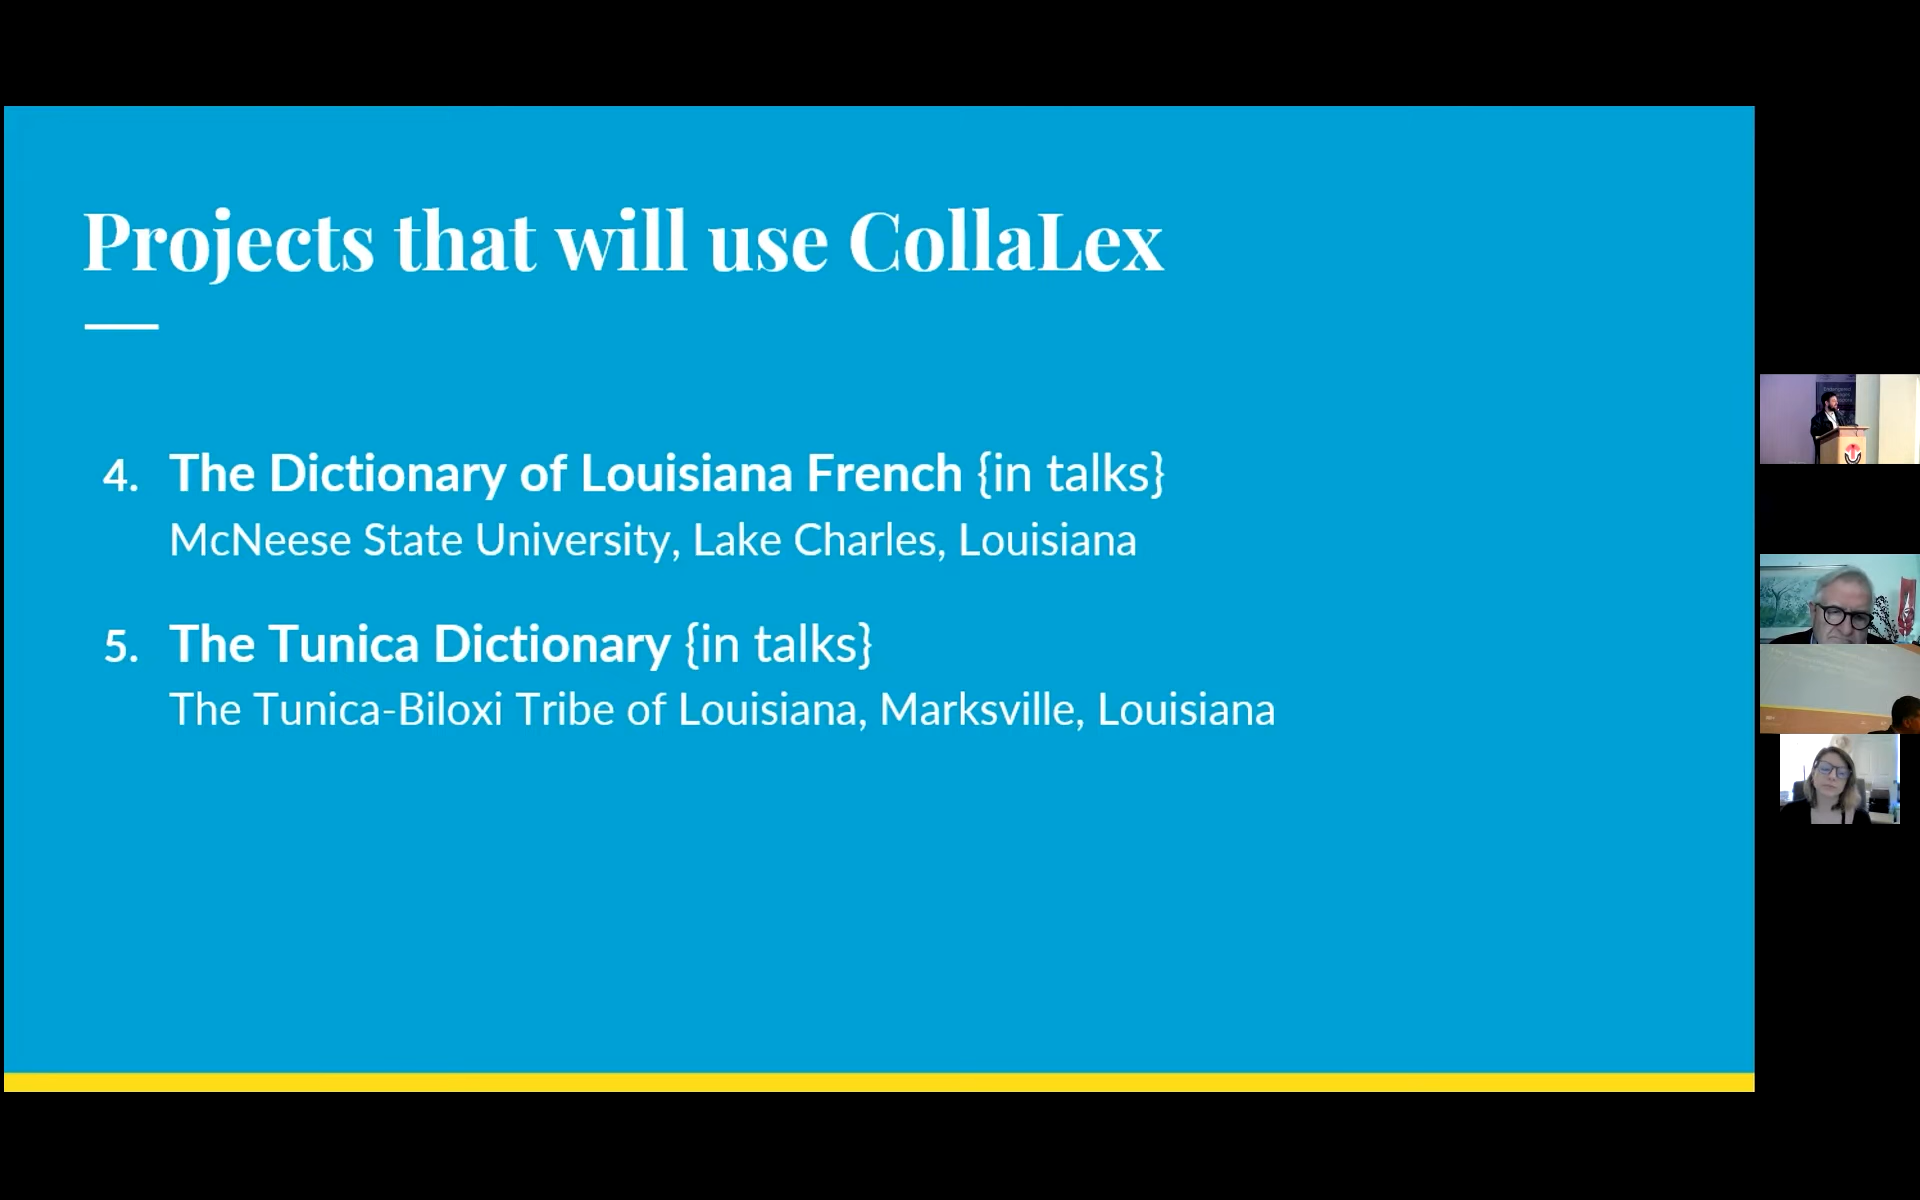 Projects that will use CollaLex
4. The Dictionary of Louisiana French {in talks}
McNeese State University, Lake Charles, Louisiana
5. The Tunica Dictionary {in talks}
The Tunica-Biloxi Tribe of Louisiana, Marksville, Louisiana